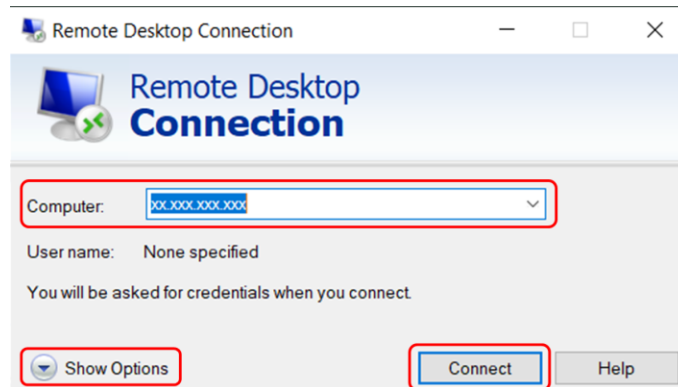 Remote Desktop Connection
Remote Desktop
Connection
Computer: xx.xxx.xxx.xxx
User name: None specified
You will be asked for credentials when you connect.
Show Options Connect Help